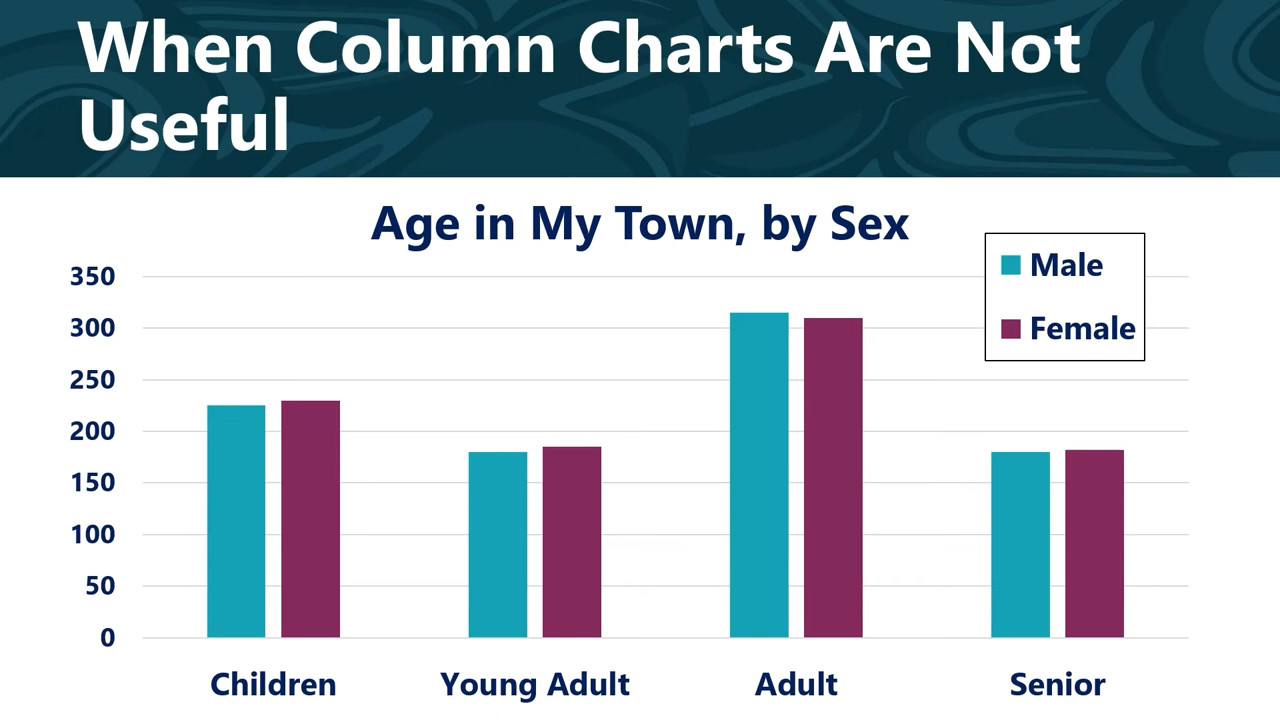 When Column Charts Are Not
Useful
Age in My Town, by Sex
Male
Female
350
300
250
200
150
100
50
0
Children
Young Adult
Adult
Senior